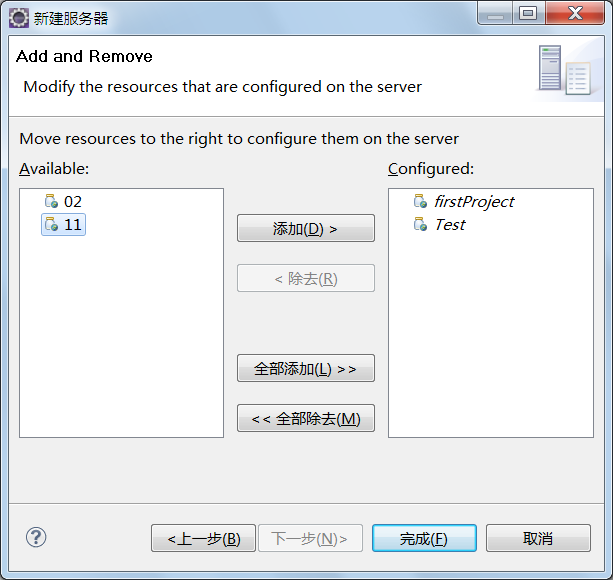 新建服务器
Add and Remove
Modify the resources that are configured on the server
Move resources to the right to configure them on the server
Available:
Configured:
02
11
添加(D) >
< 除去(R)
全部添加(L) >>
<< 全部除去(M)
firstProject
Test
?
<上一步(B)
下一步(N)>
完成(F)
取消